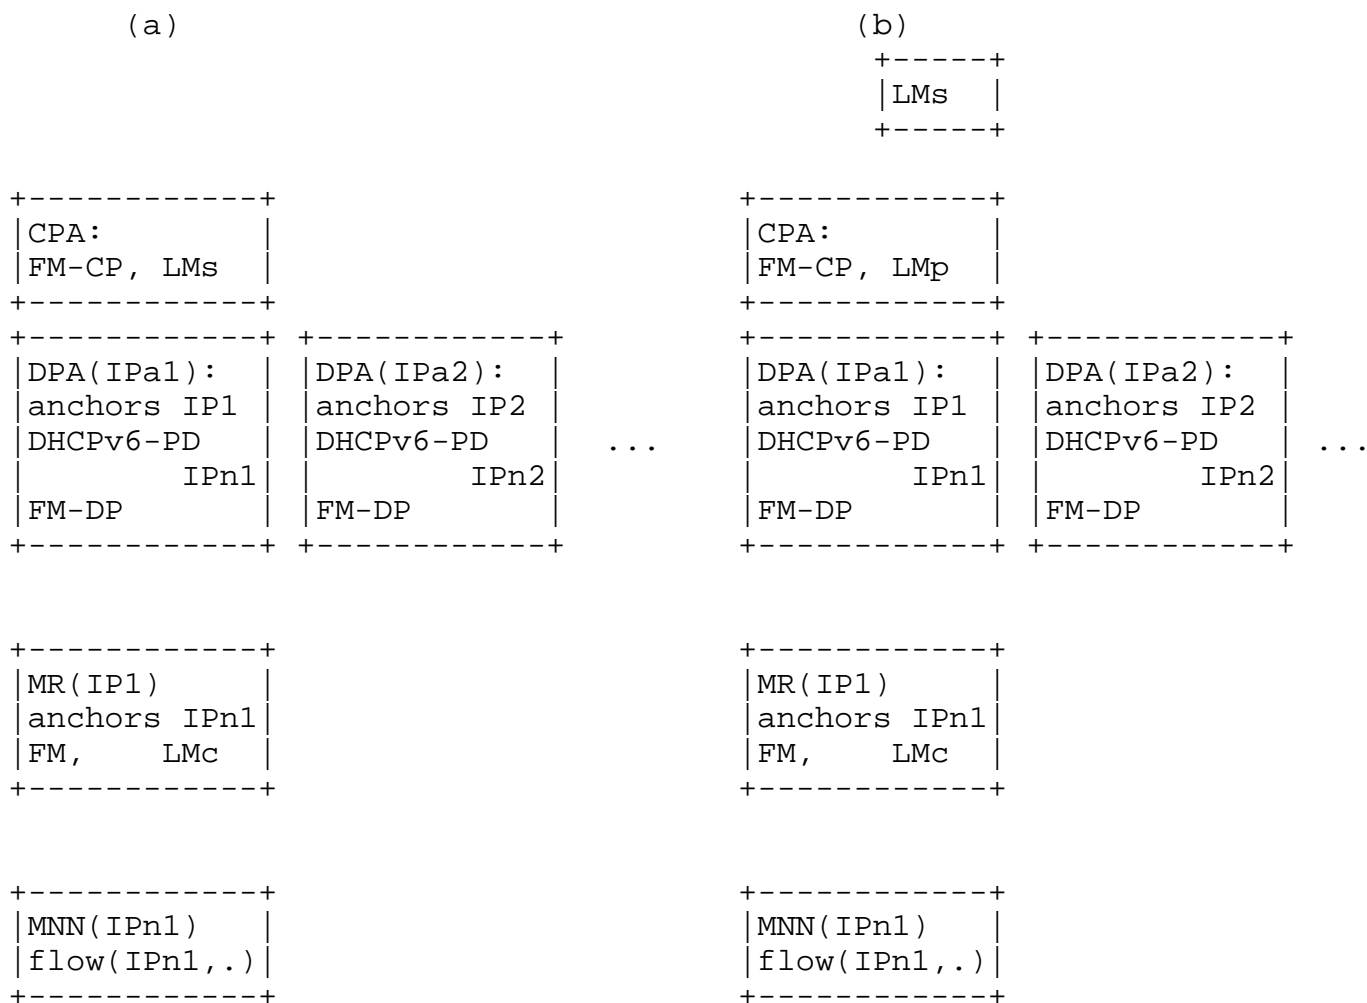 (a)                                    (b)
                                        +-----+
                                        |LMs  |
                                        +-----+
+------------+                   +------------+
|CPA:        |                   |CPA:        |
|FM-CP, LMs  |                   |FM-CP, LMp  |
+------------+                   +------------+
+------------+ +------------+         +------------+ +------------+
|DPA(IPa1):  | |DPA(IPa2):  |         |DPA(IPa1):  | |DPA(IPa2):  |
|anchors IP1 | |anchors IP2 |         |anchors IP1 | |anchors IP2 |
|DHCPv6-PD   | |DHCPv6-PD   |  ...    |DHCPv6-PD   | |DHCPv6-PD   | ...
|        IPn1| |        IPn2|         |        IPn1| |        IPn2|
|FM-DP       | |FM-DP       |         |FM-DP       | |FM-DP       |
+------------+ +------------+         +------------+ +------------+
+------------+                   +------------+
|MR(IP1)     |                   |MR(IP1)     |
|anchors IPn1|                   |anchors IPn1|
|FM,    LMc  |                   |FM,    LMc  |
+------------+                   +------------+
+------------+                   +------------+
|MNN(IPn1)   |                   |MNN(IPn1)   |
|flow(IPn1,.)|                   |flow(IPn1,.)|
+------------+                   +------------+